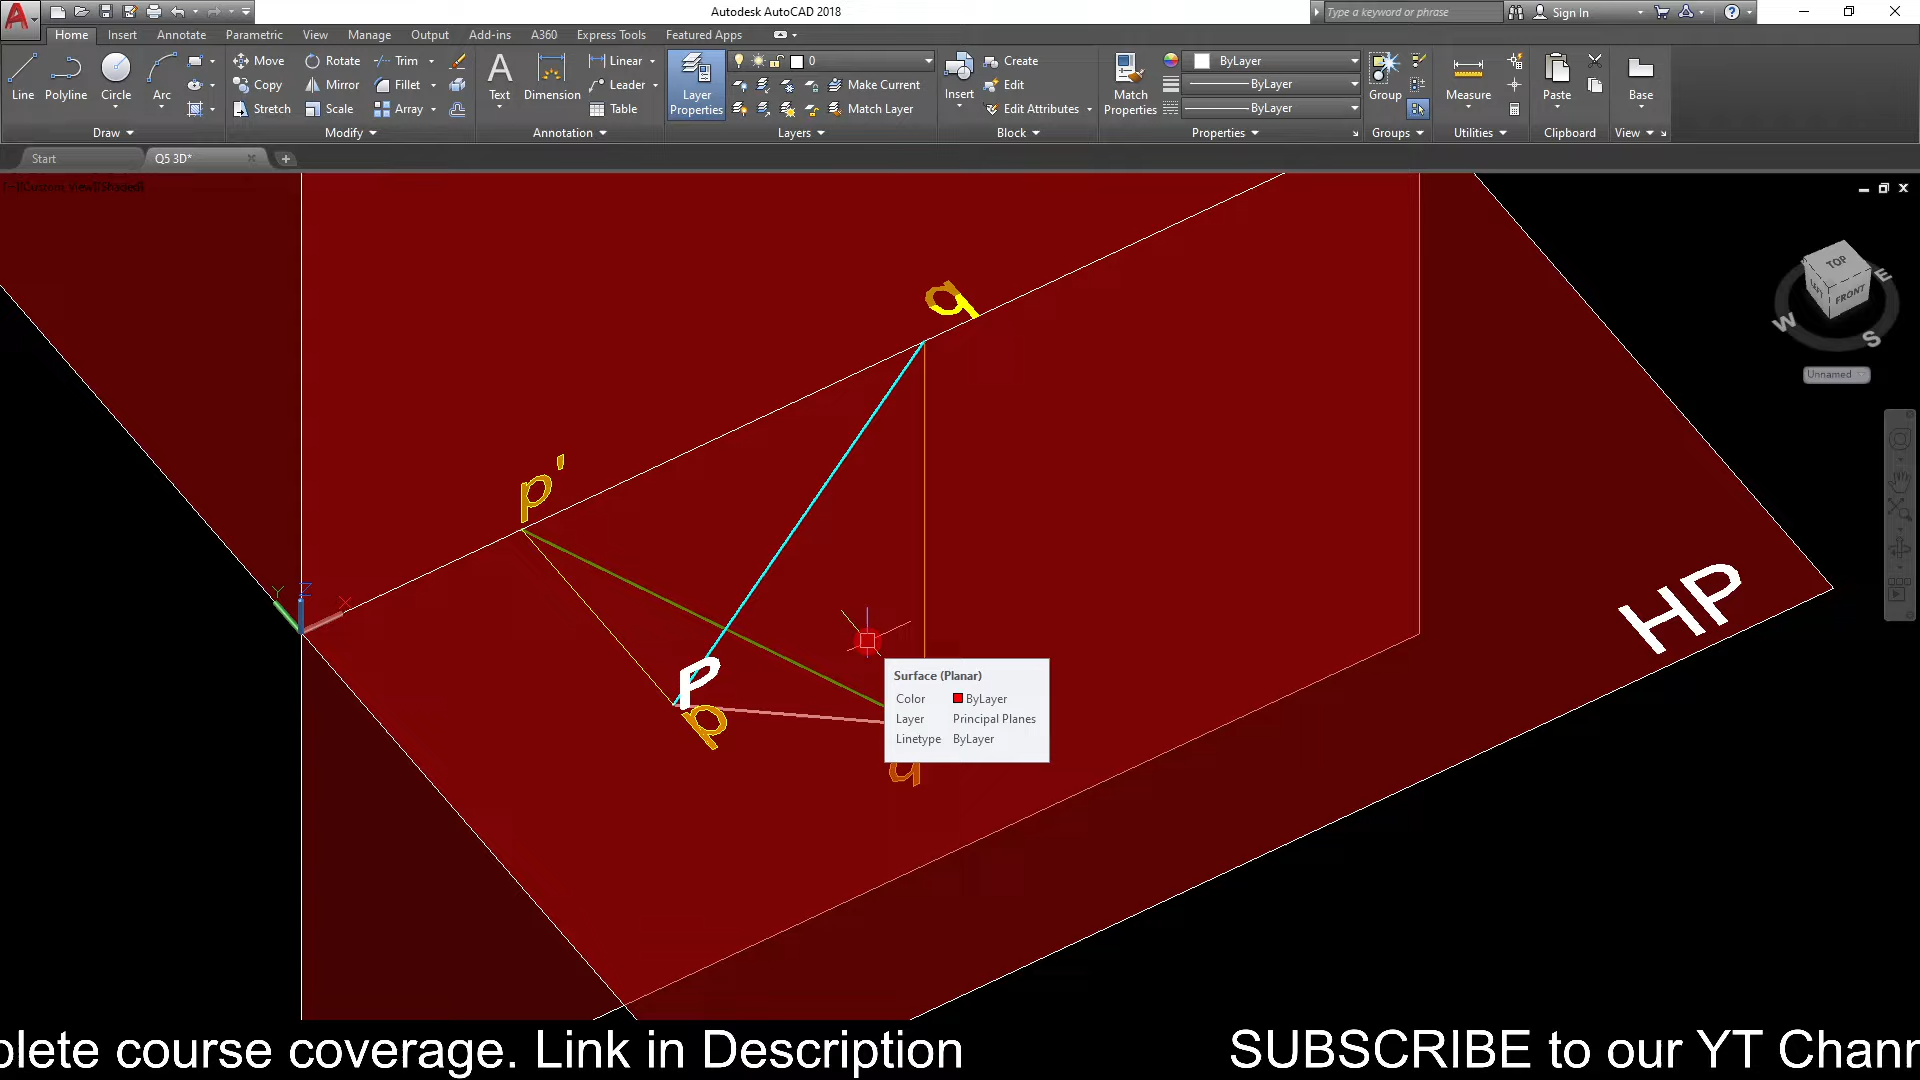 Autodesk AutoCAD 2018
Type a keyword or phrase
Sign In
Home Insert Annotate Parametric View Manage Output Add-ins A360 Express Tools Featured Apps
Line Polyline Circle Arc
Draw
Move Rotate Trim
Copy Mirror Fillet
Stretch Scale Array
Modify
Text Dimension
Linear
Leader
Table
Annotation
Layer Properties
0
Make Current
Match Layer
Layers
Insert
Create
Edit
Edit Attributes
Block
Match Properties
ByLayer
ByLayer
ByLayer
Properties
Group
Groups
Measure
Utilities
Paste
Clipboard
Base
View
Start
Q5 3D*
[−][Custom View][Shaded]
TOP
LEFT
FRONT
E
W
S
Unnamed
q
p'
Y Z X
P
p
HP
Surface (Planar)
Color ByLayer
Layer Principal Planes
Linetype ByLayer
plete course coverage. Link in Description
SUBSCRIBE to our YT Chann